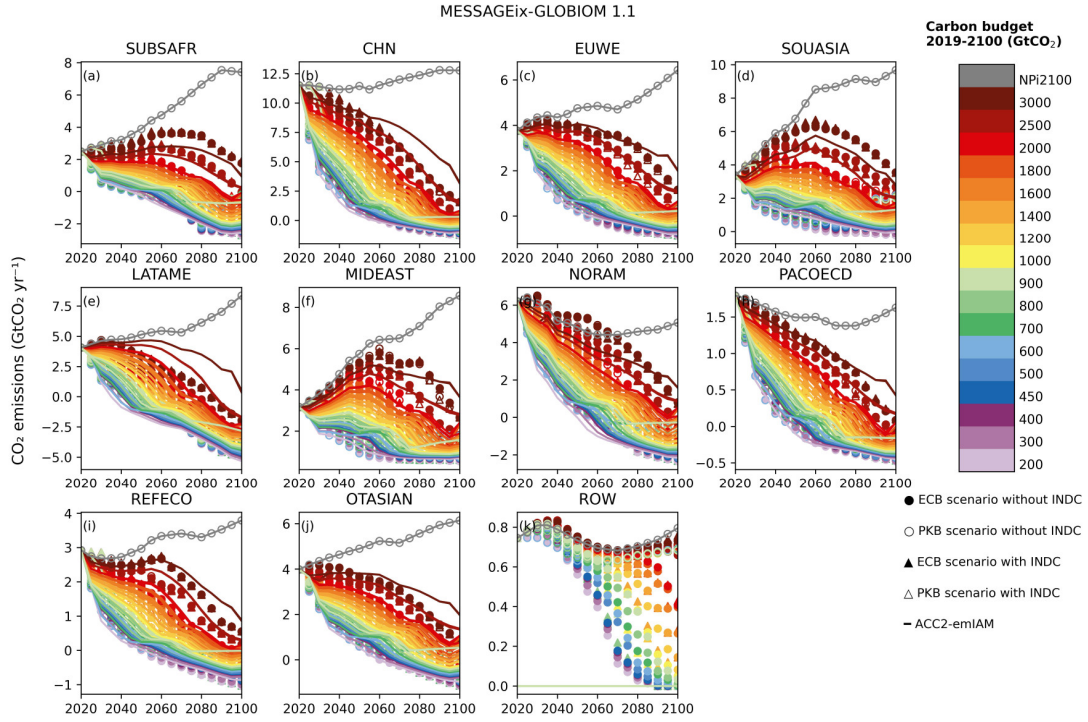 MESSAGEix-GLOBIOM 1.1
SUBSAFR
CHN
EUWE
SOUASIA
(a)
(b)
(c)
(d)
8
6
4
2
0
−2
12.5
10.0
7.5
5.0
2.5
0.0
6
4
2
0
10
8
6
4
2
0
2020 2040 2060 2080 2100
2020 2040 2060 2080 2100
2020 2040 2060 2080 2100
2020 2040 2060 2080 2100
LATAME
MIDEAST
NORAM
PACOECD
(e)
(f)
(g)
(h)
7.5
5.0
2.5
0.0
−2.5
−5.0
8
6
4
2
6
4
2
0
−2
1.5
1.0
0.5
0.0
−0.5
2020 2040 2060 2080 2100
2020 2040 2060 2080 2100
2020 2040 2060 2080 2100
2020 2040 2060 2080 2100
REFECO
OTASIAN
ROW
(i)
(j)
(k)
4
3
2
1
0
−1
6
4
2
0
0.8
0.6
0.4
0.2
0.0
2020 2040 2060 2080 2100
2020 2040 2060 2080 2100
2020 2040 2060 2080 2100
CO₂ emissions (GtCO₂ yr⁻¹)
Carbon budget
2019-2100 (GtCO₂)
NPi2100
3000
2500
2000
1800
1600
1400
1200
1000
900
800
700
600
500
450
400
300
200
ECB scenario without INDC
PKB scenario without INDC
ECB scenario with INDC
PKB scenario with INDC
ACC2-emIAM